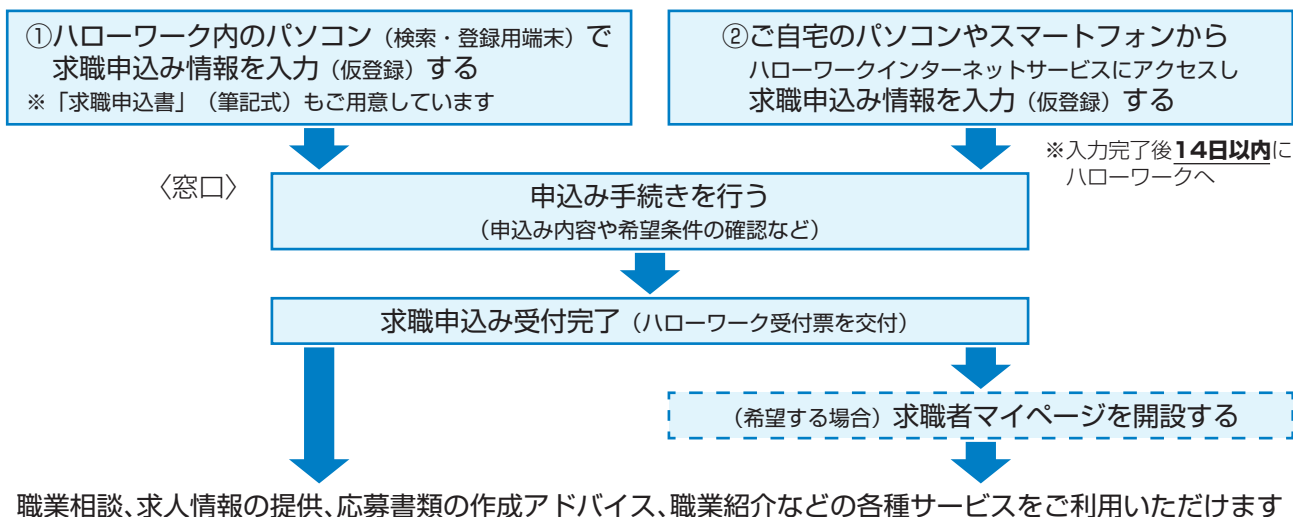 ①ハローワーク内のパソコン（検索・登録用端末）で
求職申込み情報を入力（仮登録）する
※「求職申込書」（筆記式）もご用意しています
②ご自宅のパソコンやスマートフォンから
ハローワークインターネットサービスにアクセスし
求職申込み情報を入力（仮登録）する
※入力完了後14日以内に
ハローワークへ
〈窓口〉
申込み手続きを行う
（申込み内容や希望条件の確認など）
求職申込み受付完了（ハローワーク受付票を交付）
（希望する場合）求職者マイページを開設する
職業相談、求人情報の提供、応募書類の作成アドバイス、職業紹介などの各種サービスをご利用いただけます